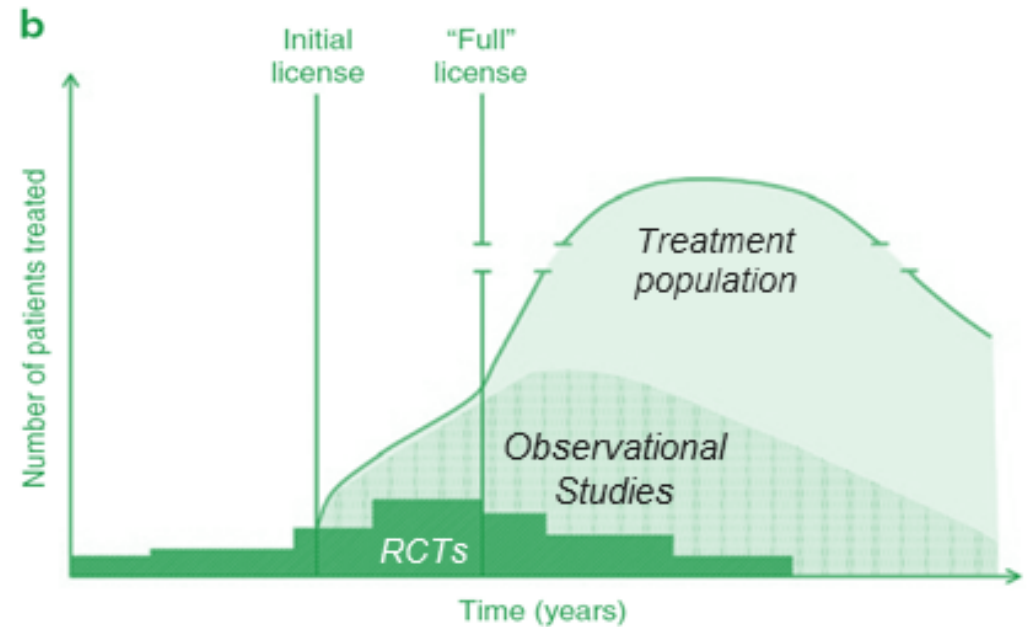 b
Initial
license
“Full”
license
Number of patients treated
Treatment
population
Observational
Studies
RCTs
Time (years)